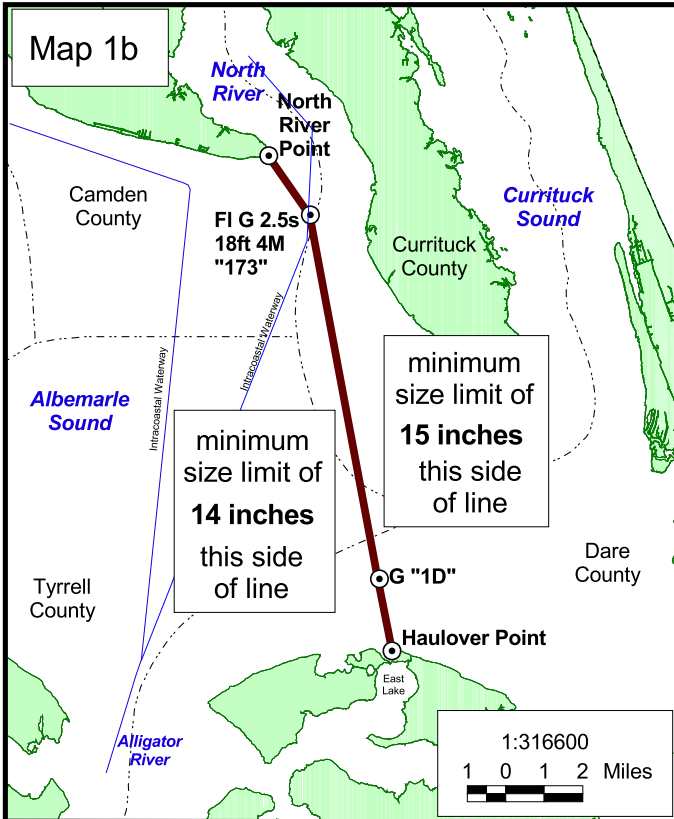 Map 1b
North
River
North
River
Point
Camden
County
Currituck
Sound
Fl G 2.5s
18ft 4M
"173"
Currituck
County
Intracoastal Waterway
Intracoastal Waterway
Albemarle
Sound
minimum
size limit of
15 inches
this side
of line
minimum
size limit of
14 inches
this side
of line
Dare
County
G "1D"
Tyrrell
County
Haulover Point
East
Lake
Alligator
River
1:316600
1 0 1 2 Miles